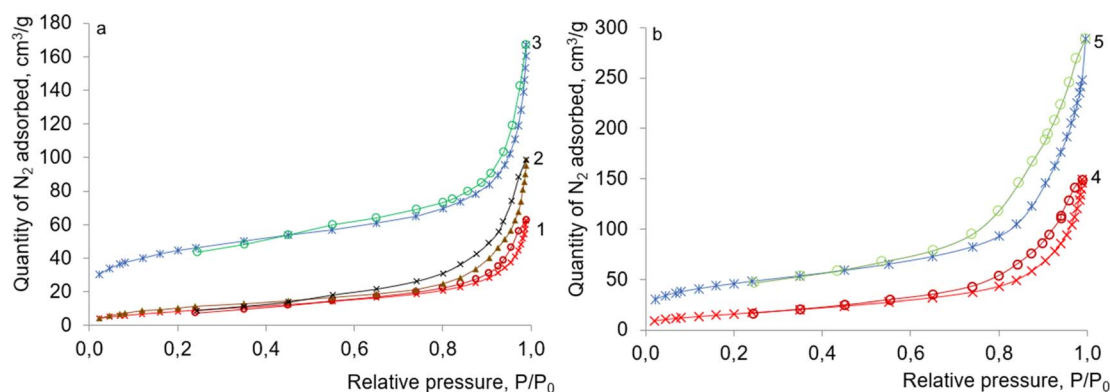 a
Quantity of N₂ adsorbed, cm³/g
180
160
140
120
100
80
60
40
20
0
3
2
1
0,0 0,2 0,4 0,6 0,8 1,0
Relative pressure, P/P₀
b
Quantity of N₂ adsorbed, cm³/g
300
250
200
150
100
50
0
5
4
0,0 0,2 0,4 0,6 0,8 1,0
Relative pressure, P/P₀